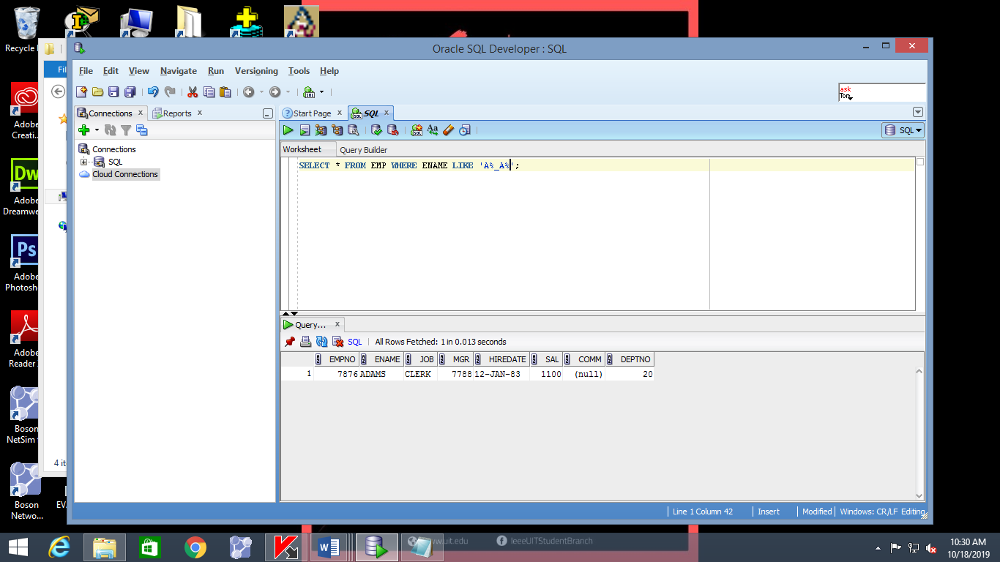 Recycle
Oracle SQL Developer : SQL
Fil
File Edit View Navigate Run Versioning Tools Help
ask
Tom
Connections x Reports x
Start Page x SQL x
SQL
Connections
SQL
Cloud Connections
Worksheet Query Builder
SELECT * FROM EMP WHERE ENAME LIKE 'A%_A%';
Query... x
SQL All Rows Fetched: 1 in 0.013 seconds
EMPNO ENAME JOB MGR HIREDATE SAL COMM DEPTNO
1 7876 ADAMS CLERK 7788 12-JAN-83 1100 (null) 20
Adobe
Creati...
Dw
Adobe
Dreamwe
Ps
Adobe
Photosh
Adobe
Reader
Boson
NetSim
4 it
Boson
Netwo...
EV
Line 1 Column 42 Insert Modified Windows: CR/LF Editing
.uit.edu IeeeUITStudentBranch
10:30 AM
10/18/2019